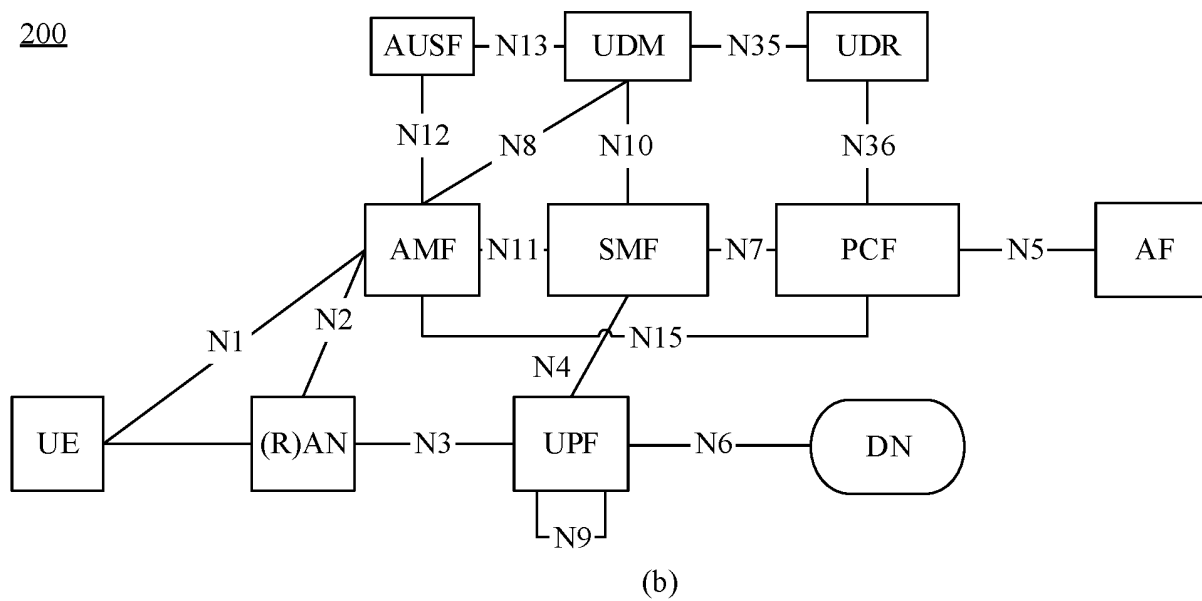 200
AUSF N13 UDM N35 UDR
N12 N8 N10 N36
AMF N11 SMF N7 PCF N5 AF
N2
N15
N1
N4
UE (R)AN N3 UPF N6 DN
N9
(b)